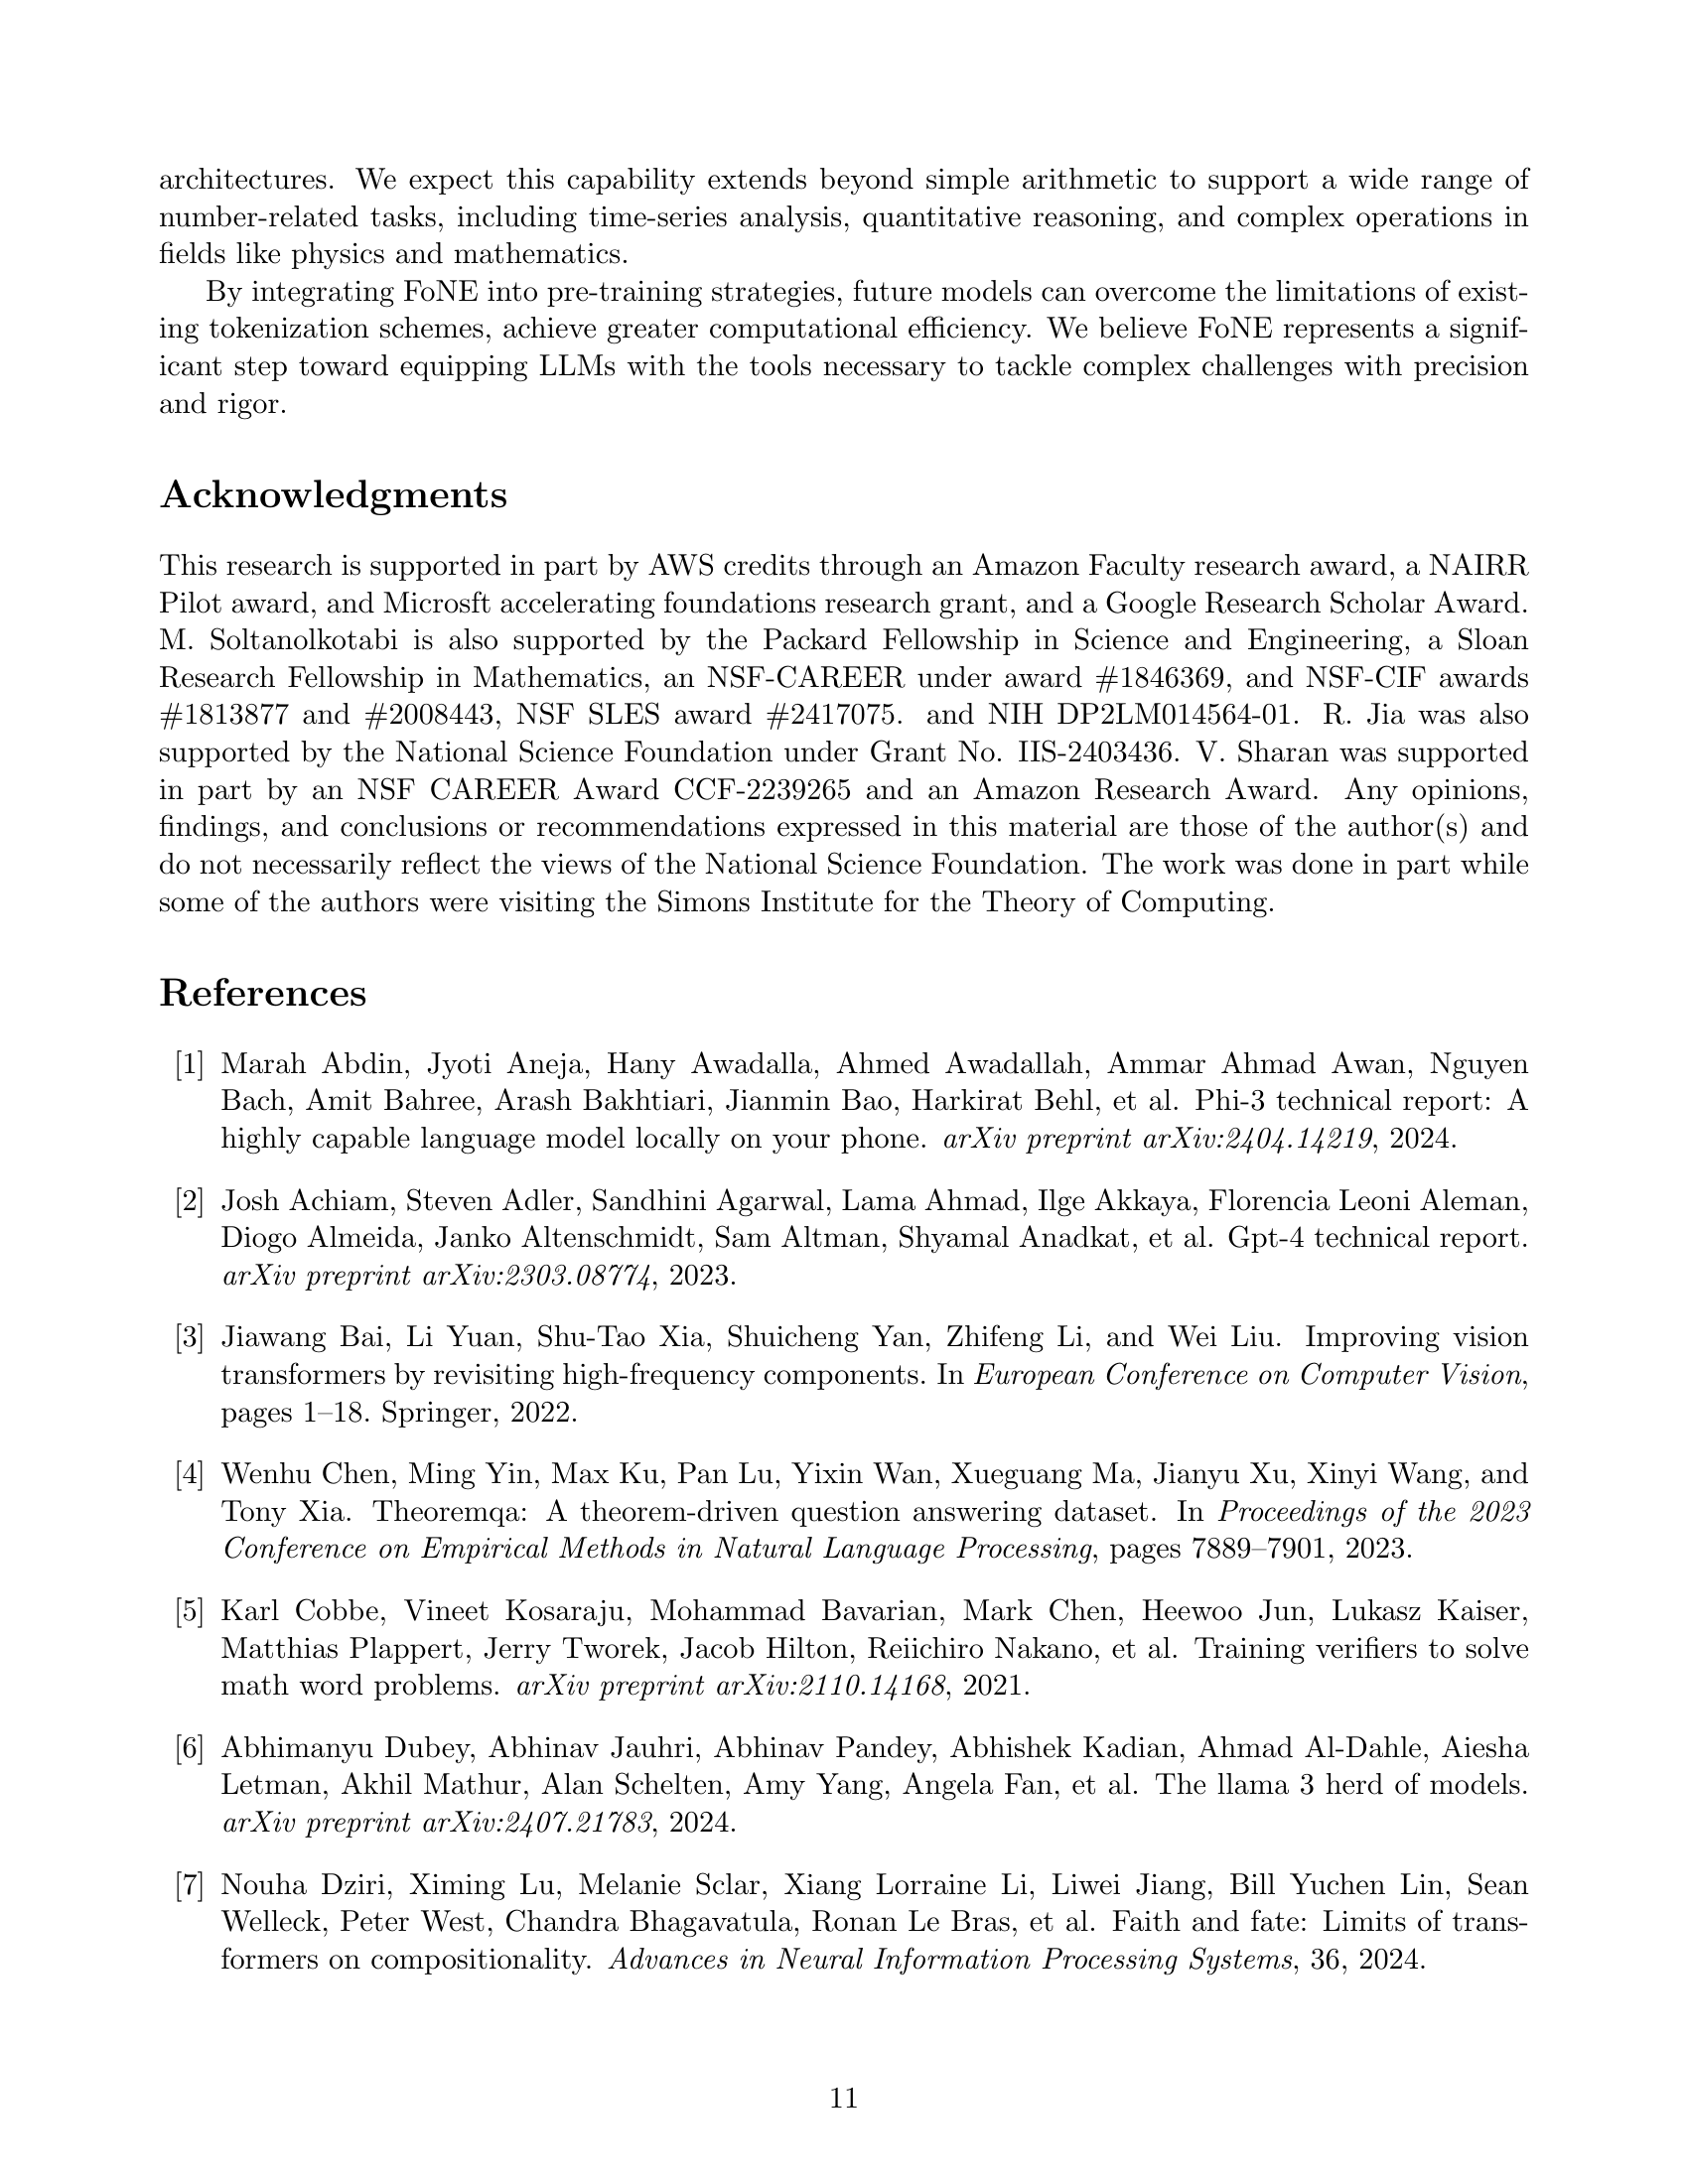 architectures. We expect this capability extends beyond simple arithmetic to support a wide range of
number-related tasks, including time-series analysis, quantitative reasoning, and complex operations in
fields like physics and mathematics.
By integrating FoNE into pre-training strategies, future models can overcome the limitations of exist-
ing tokenization schemes, achieve greater computational efficiency. We believe FoNE represents a signif-
icant step toward equipping LLMs with the tools necessary to tackle complex challenges with precision
and rigor.
Acknowledgments
This research is supported in part by AWS credits through an Amazon Faculty research award, a NAIRR
Pilot award, and Microsft accelerating foundations research grant, and a Google Research Scholar Award.
M. Soltanolkotabi is also supported by the Packard Fellowship in Science and Engineering, a Sloan
Research Fellowship in Mathematics, an NSF-CAREER under award #1846369, and NSF-CIF awards
#1813877 and #2008443, NSF SLES award #2417075. and NIH DP2LM014564-01. R. Jia was also
supported by the National Science Foundation under Grant No. IIS-2403436. V. Sharan was supported
in part by an NSF CAREER Award CCF-2239265 and an Amazon Research Award. Any opinions,
findings, and conclusions or recommendations expressed in this material are those of the author(s) and
do not necessarily reflect the views of the National Science Foundation. The work was done in part while
some of the authors were visiting the Simons Institute for the Theory of Computing.
References
[1] Marah Abdin, Jyoti Aneja, Hany Awadalla, Ahmed Awadallah, Ammar Ahmad Awan, Nguyen
Bach, Amit Bahree, Arash Bakhtiari, Jianmin Bao, Harkirat Behl, et al. Phi-3 technical report: A
highly capable language model locally on your phone. arXiv preprint arXiv:2404.14219, 2024.
[2] Josh Achiam, Steven Adler, Sandhini Agarwal, Lama Ahmad, Ilge Akkaya, Florencia Leoni Aleman,
Diogo Almeida, Janko Altenschmidt, Sam Altman, Shyamal Anadkat, et al. Gpt-4 technical report.
arXiv preprint arXiv:2303.08774, 2023.
[3] Jiawang Bai, Li Yuan, Shu-Tao Xia, Shuicheng Yan, Zhifeng Li, and Wei Liu. Improving vision
transformers by revisiting high-frequency components. In European Conference on Computer Vision,
pages 1–18. Springer, 2022.
[4] Wenhu Chen, Ming Yin, Max Ku, Pan Lu, Yixin Wan, Xueguang Ma, Jianyu Xu, Xinyi Wang, and
Tony Xia. Theoremqa: A theorem-driven question answering dataset. In Proceedings of the 2023
Conference on Empirical Methods in Natural Language Processing, pages 7889–7901, 2023.
[5] Karl Cobbe, Vineet Kosaraju, Mohammad Bavarian, Mark Chen, Heewoo Jun, Lukasz Kaiser,
Matthias Plappert, Jerry Tworek, Jacob Hilton, Reiichiro Nakano, et al. Training verifiers to solve
math word problems. arXiv preprint arXiv:2110.14168, 2021.
[6] Abhimanyu Dubey, Abhinav Jauhri, Abhinav Pandey, Abhishek Kadian, Ahmad Al-Dahle, Aiesha
Letman, Akhil Mathur, Alan Schelten, Amy Yang, Angela Fan, et al. The llama 3 herd of models.
arXiv preprint arXiv:2407.21783, 2024.
[7] Nouha Dziri, Ximing Lu, Melanie Sclar, Xiang Lorraine Li, Liwei Jiang, Bill Yuchen Lin, Sean
Welleck, Peter West, Chandra Bhagavatula, Ronan Le Bras, et al. Faith and fate: Limits of trans-
formers on compositionality. Advances in Neural Information Processing Systems, 36, 2024.
11